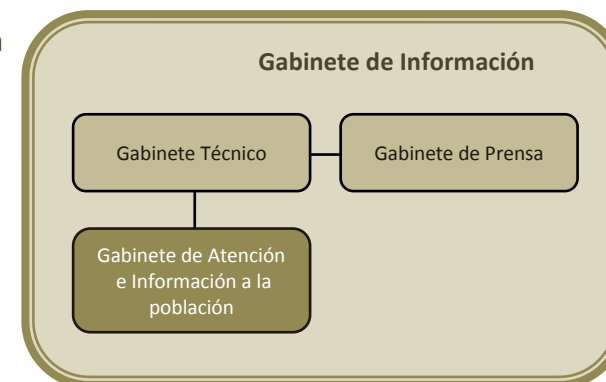 Gabinete de Información
Gabinete Técnico
Gabinete de Prensa
Gabinete de Atención
e Información a la
población